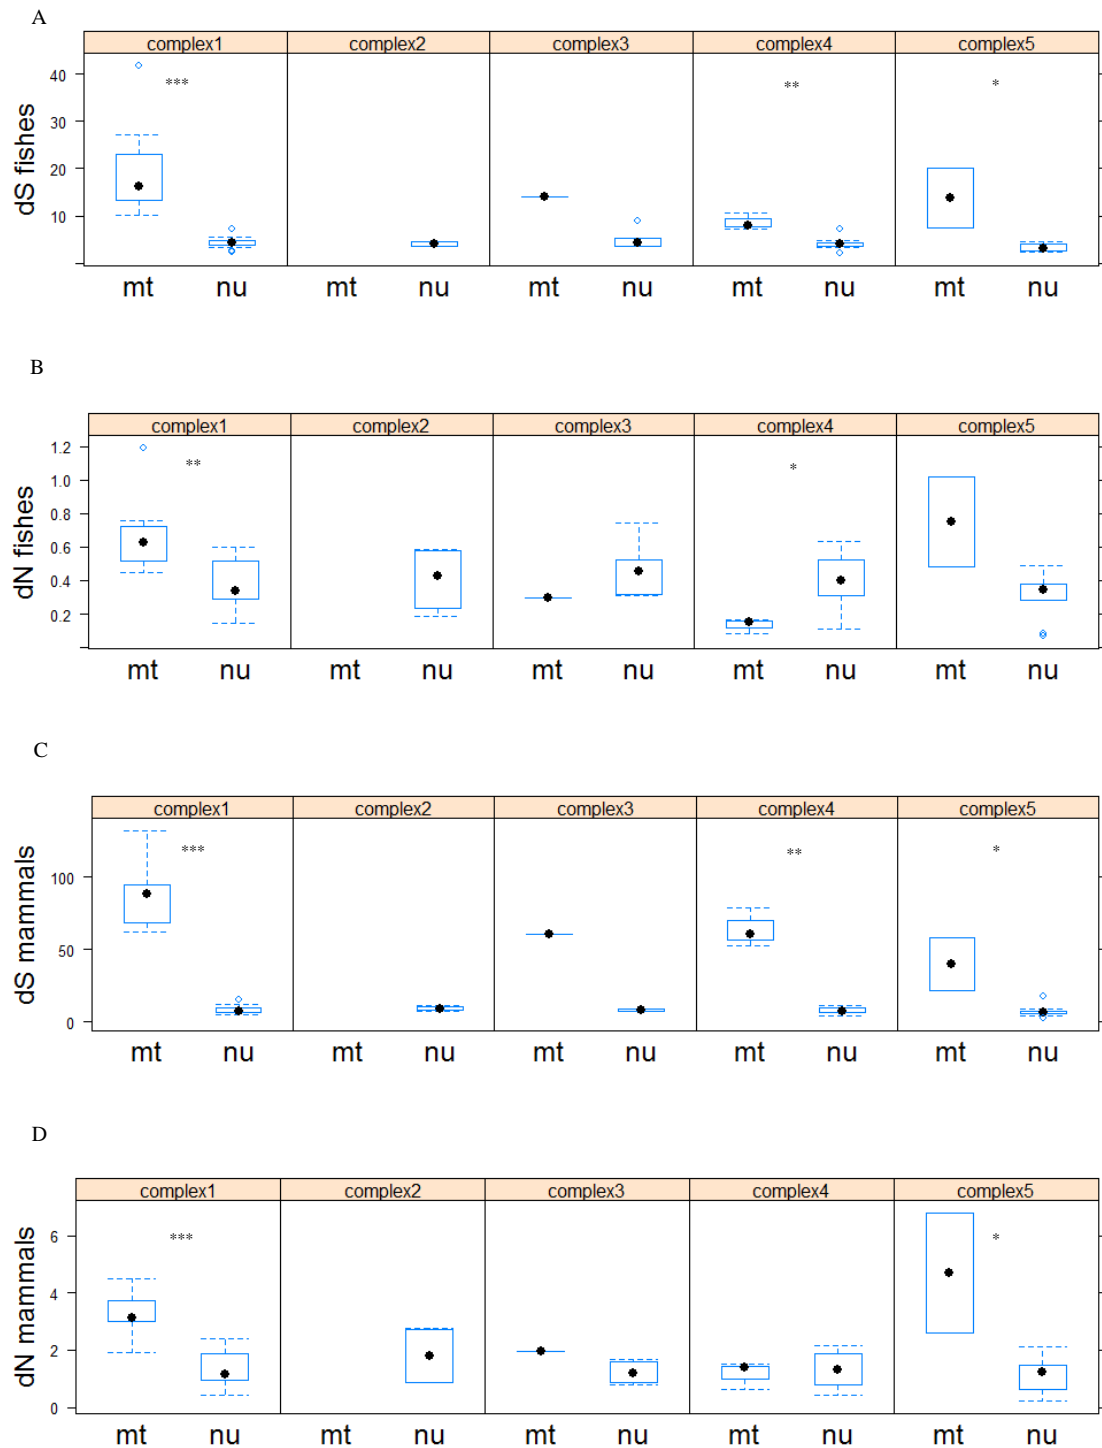 A
complex1 complex2 complex3 complex4 complex5
dS fishes
40
30
20
10
*** ** *
mt nu mt nu mt nu mt nu mt nu
B
complex1 complex2 complex3 complex4 complex5
dN fishes
1.2
1.0
0.8
0.6
0.4
0.2
** *
mt nu mt nu mt nu mt nu mt nu
C
complex1 complex2 complex3 complex4 complex5
dS mammals
100
50
0
*** ** *
mt nu mt nu mt nu mt nu mt nu
D
complex1 complex2 complex3 complex4 complex5
dN mammals
6
4
2
0
*** *
mt nu mt nu mt nu mt nu mt nu